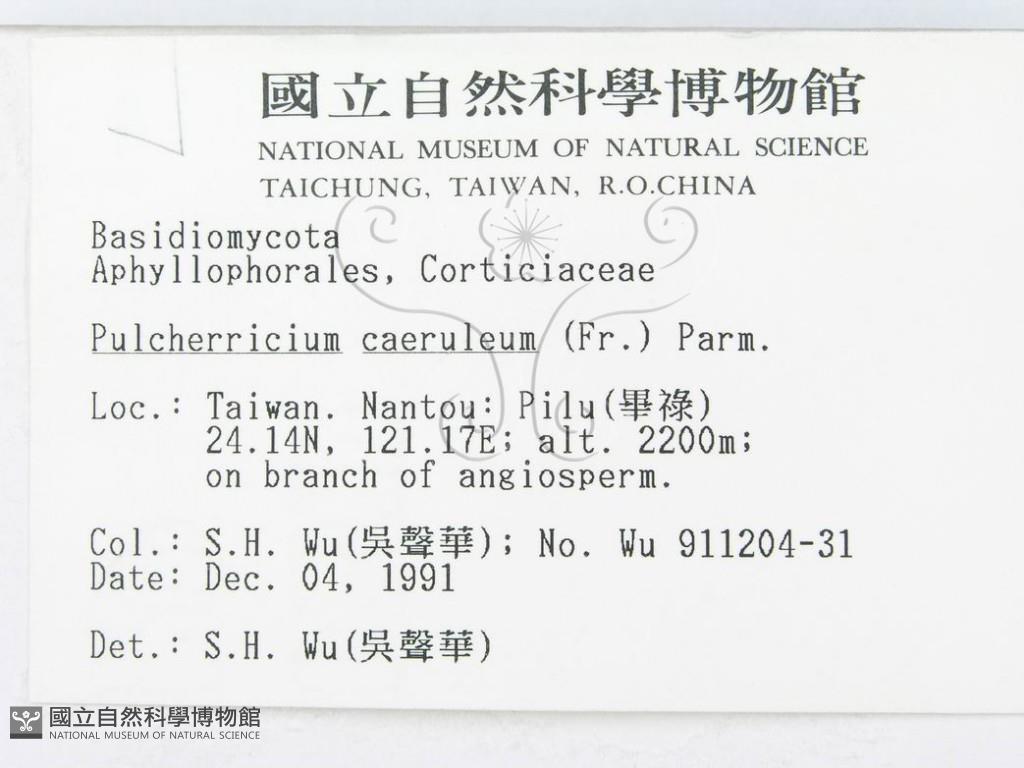 國立自然科學博物館
NATIONAL MUSEUM OF NATURAL SCIENCE
TAICHUNG, TAIWAN, R.O.CHINA
Basidiomycota
Aphyllophorales, Corticiaceae
Pulcherricium caeruleum (Fr.) Parm.
Loc.: Taiwan. Nantou: Pilu(畢祿)
24.14N, 121.17E; alt. 2200m;
on branch of angiosperm.
Col.: S.H. Wu(吳聲華); No. Wu 911204-31
Date: Dec. 04, 1991
Det.: S.H. Wu(吳聲華)
國立自然科學博物館
NATIONAL MUSEUM OF NATURAL SCIENCE